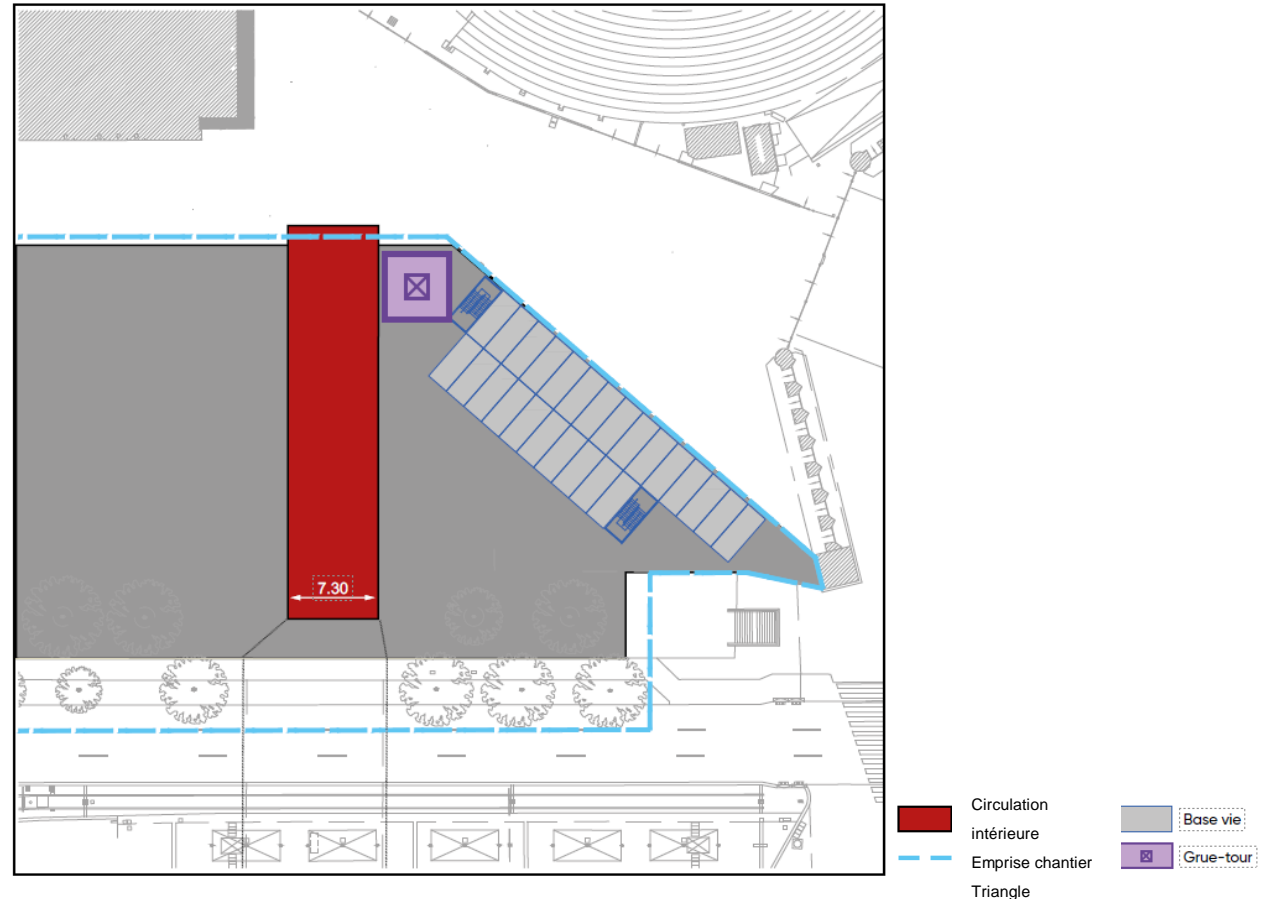 7.30
Circulation
intérieure
Emprise chantier
Triangle
Base vie
Grue-tour